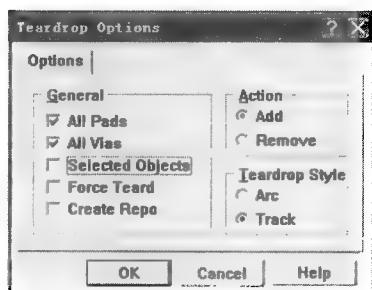 Teardrop Options
Options
General
All Pads
All Vias
Selected Objects
Force Teard
Create Repo
Action
Add
Remove
Teardrop Style
Arc
Track
OK Cancel Help